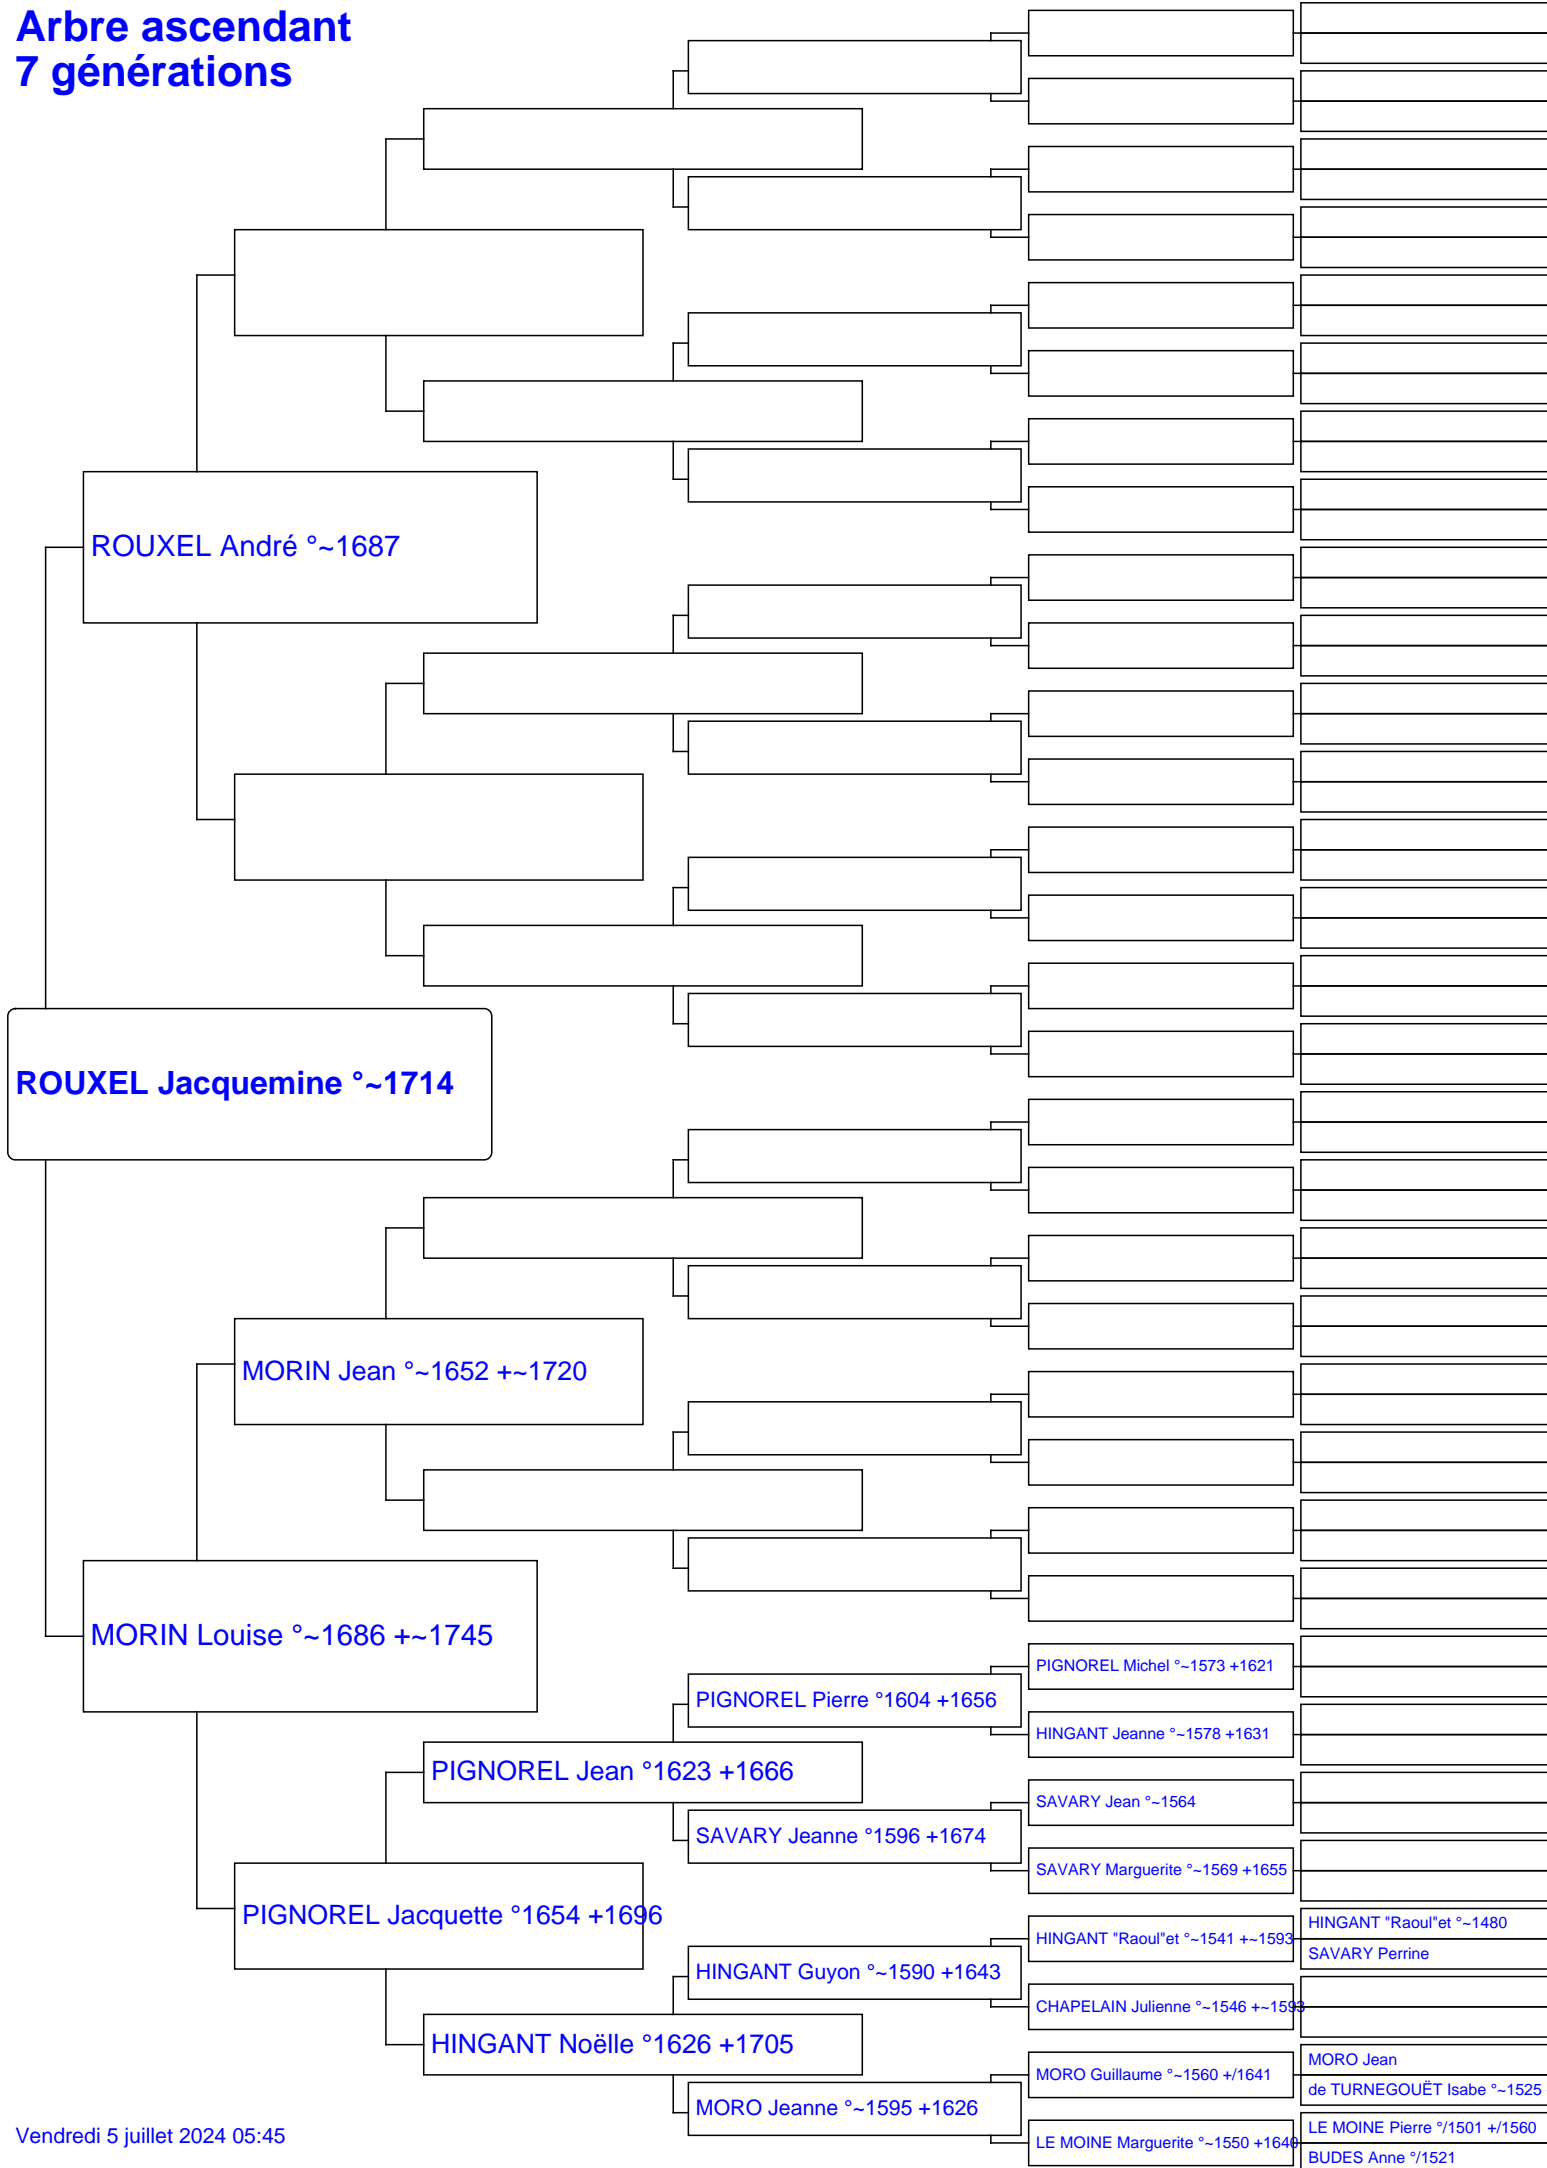 Arbre ascendant
7 générations
ROUXEL André °~1687
ROUXEL Jacquemine °~1714
MORIN Jean °~1652 +~1720
MORIN Louise °~1686 +~1745
PIGNOREL Michel °~1573 +1621
PIGNOREL Pierre °1604 +1656
HINGANT Jeanne °~1578 +1631
PIGNOREL Jean °1623 +1666
SAVARY Jean °~1564
SAVARY Jeanne °1596 +1674
SAVARY Marguerite °~1569 +1655
PIGNOREL Jacquette °1654 +1696
HINGANT "Raoul"et °~1480
HINGANT "Raoul"et °~1541 +~1593
SAVARY Perrine
HINGANT Guyon °~1590 +1643
CHAPELAIN Julienne °~1546 +~1593
HINGANT Noëlle °1626 +1705
MORO Jean
MORO Guillaume °~1560 +/1641
de TURNEGOUËT Isabe °~1525
MORO Jeanne °~1595 +1626
LE MOINE Pierre °/1501 +/1560
LE MOINE Marguerite °~1550 +1640
BUDES Anne °/1521
Vendredi 5 juillet 2024 05:45